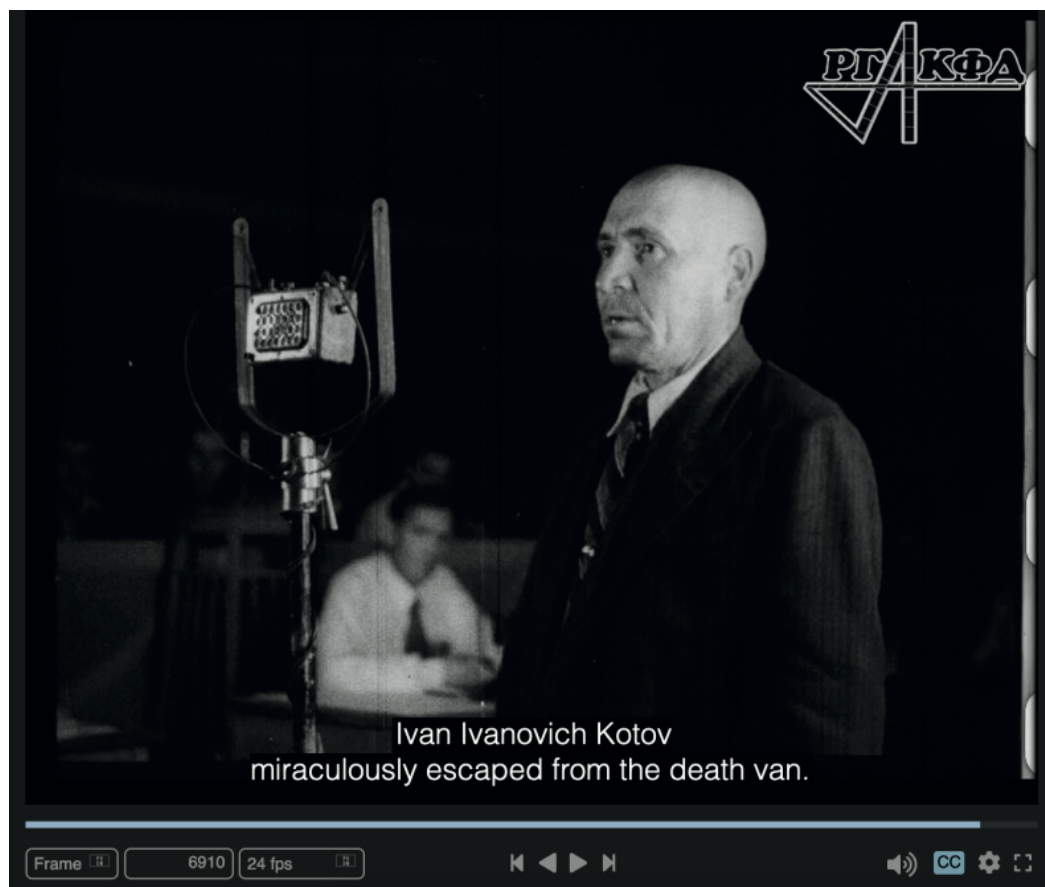 РГАКФД
Ivan Ivanovich Kotov
miraculously escaped from the death van.
Frame
6910
24 fps
CC